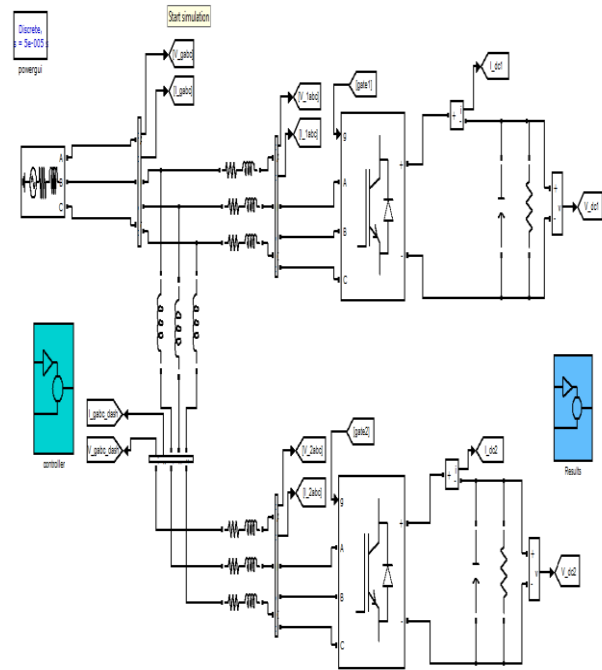 Start simulation
Discrete,
s = 5e-005 s
powergui
[V_gabc]
[I_gabc]
[V_1abc]
[I_1abc]
[gate1]
I_dc1
g
A
B
C
A
B
C
+
-
+
-
+
-
v
V_dc1
I_gabc_dash
V_gabc_dash
controller
Results
[V_2abc]
[I_2abc]
[gate2]
I_dc2
g
A
B
C
+
-
+
-
+
-
v
V_dc2